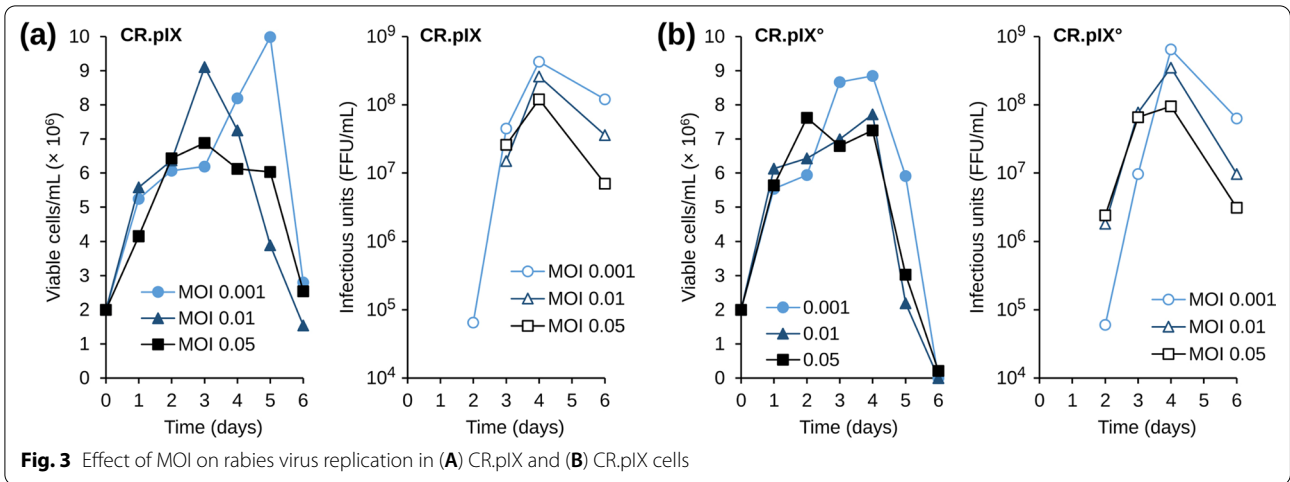 (a)
CR.pIX
Viable cells/mL (× 10⁶)
10
9
8
7
6
5
4
3
2
1
0
MOI 0.001
MOI 0.01
MOI 0.05
0 1 2 3 4 5 6
Time (days)
CR.pIX
Infectious units (FFU/mL)
10⁹
10⁸
10⁷
10⁶
10⁵
10⁴
MOI 0.001
MOI 0.01
MOI 0.05
0 1 2 3 4 5 6
Time (days)
(b)
CR.pIX°
Viable cells/mL (× 10⁶)
10
9
8
7
6
5
4
3
2
1
0
0.001
0.01
0.05
0 1 2 3 4 5 6
Time (days)
CR.pIX°
Infectious units (FFU/mL)
10⁹
10⁸
10⁷
10⁶
10⁵
10⁴
MOI 0.001
MOI 0.01
MOI 0.05
0 1 2 3 4 5 6
Time (days)
Fig. 3 Effect of MOI on rabies virus replication in (A) CR.pIX and (B) CR.pIX cells